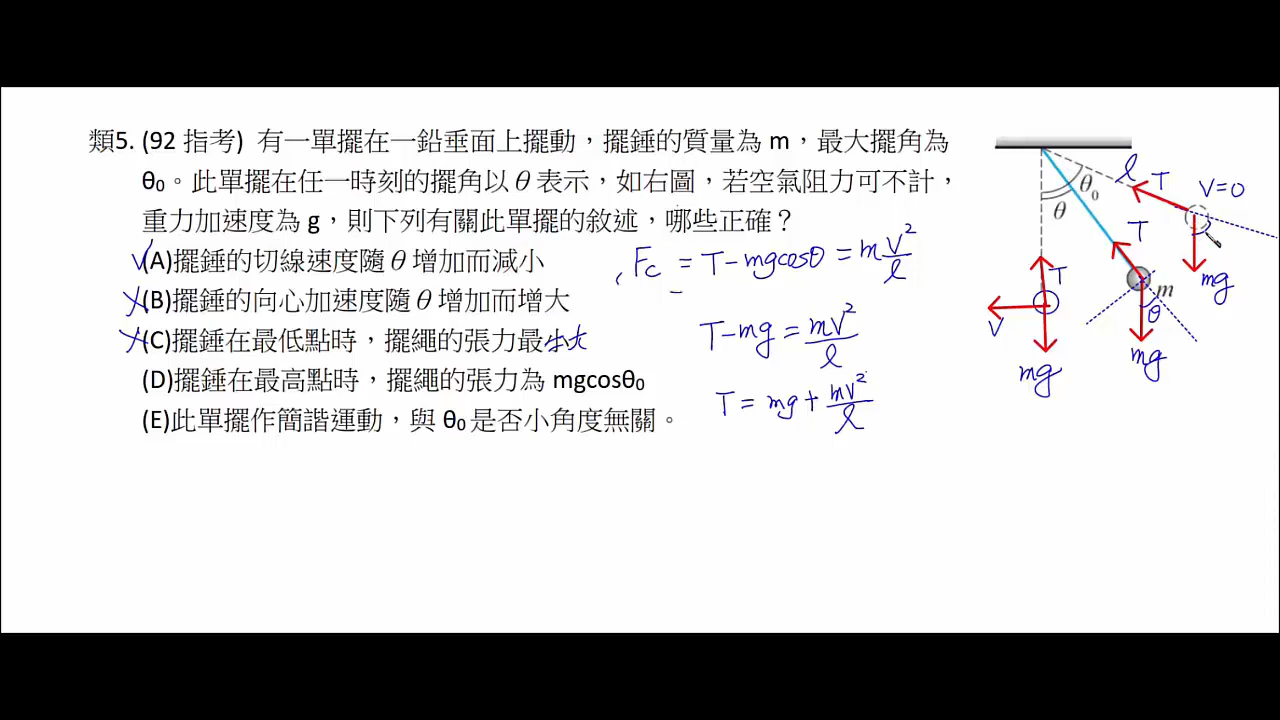 類5. (92 指考) 有一單擺在一鉛垂面上擺動，擺錘的質量為 m，最大擺角為
θ₀。此單擺在任一時刻的擺角以 θ 表示，如右圖，若空氣阻力可不計，
重力加速度為 g，則下列有關此單擺的敘述，哪些正確？
✓(A)擺錘的切線速度隨 θ 增加而減小
✗(B)擺錘的向心加速度隨 θ 增加而增大
✗(C)擺錘在最低點時，擺繩的張力最小大
(D)擺錘在最高點時，擺繩的張力為 mgcosθ₀
(E)此單擺作簡諧運動，與 θ₀ 是否小角度無關。
Fc = T - mgcosθ = m v²/ℓ
T - mg = mv²/ℓ
T = mg + mv²/ℓ
ℓ
T
V=0
θ₀
θ
T
mg
T
m
θ
V
mg
mg